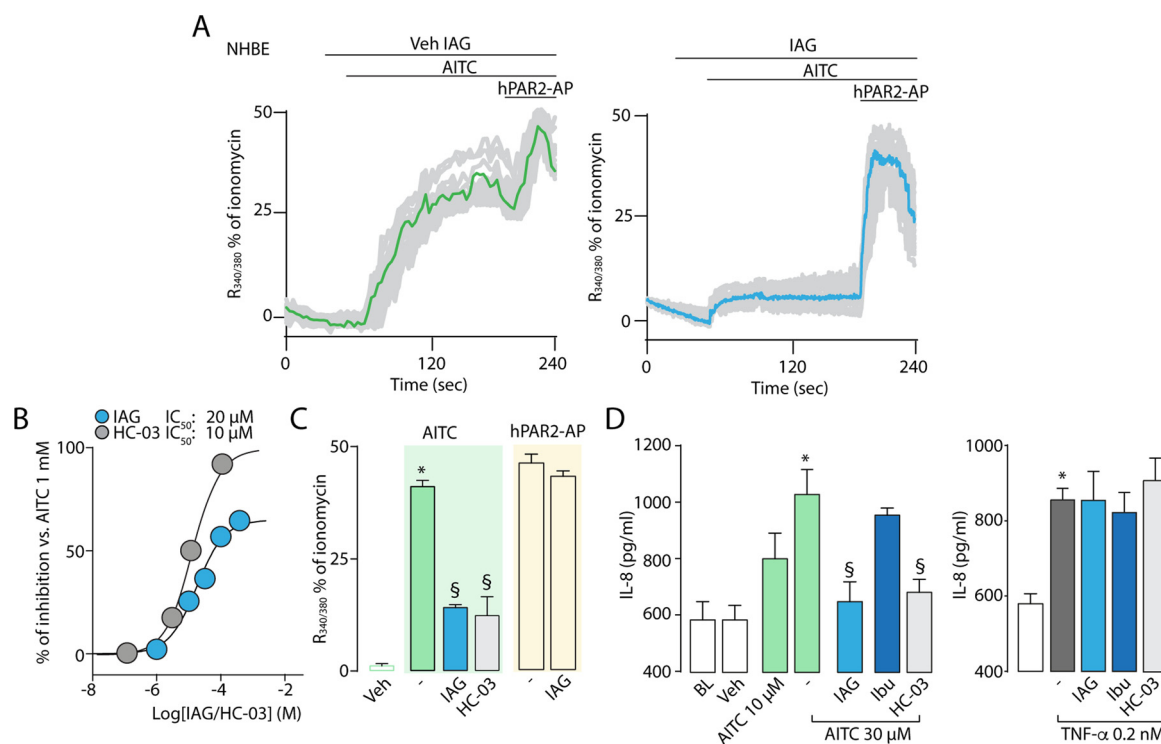 A
NHBE
Veh IAG
AITC
hPAR2-AP
R340/380 % of ionomycin
50
25
0
0
120
240
Time (sec)
IAG
AITC
hPAR2-AP
R340/380 % of ionomycin
50
25
0
0
120
240
Time (sec)
B
IAG IC50: 20 µM
HC-03 IC50: 10 µM
% of inhibition vs. AITC 1 mM
100
50
0
-8 -6 -4 -2
Log[IAG/HC-03] (M)
C
AITC
hPAR2-AP
R340/380 % of ionomycin
50
25
0
*
§
§
Veh
-
IAG
HC-03
-
IAG
D
IL-8 (pg/ml)
1200
1000
800
600
400
*
§
§
BL
Veh
AITC 10 µM
-
IAG
Ibu
HC-03
AITC 30 µM
IL-8 (pg/ml)
1000
800
600
400
*
-
IAG
Ibu
HC-03
TNF-α 0.2 nM